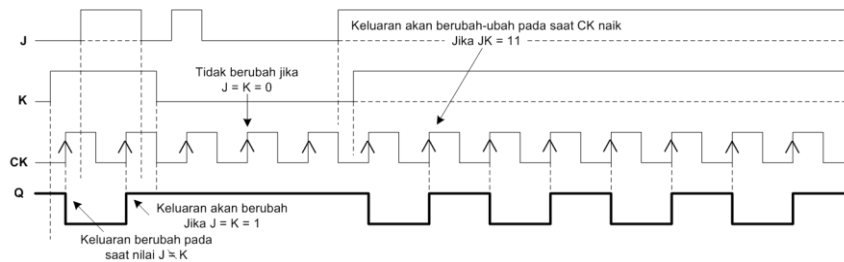 J
Keluaran akan berubah-ubah pada saat CK naik
Jika JK = 11
K
Tidak berubah jika
J = K = 0
CK
Q
Keluaran akan berubah
Jika J = K = 1
Keluaran berubah pada
saat nilai J ≠ K